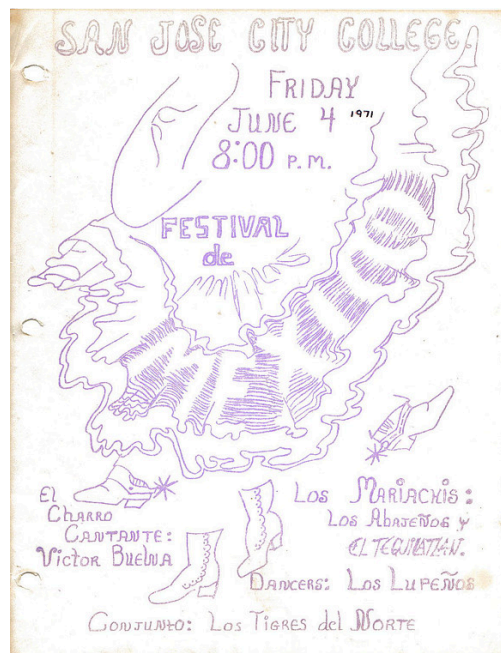 SAN JOSE CITY COLLEGE
FRIDAY
JUNE 4 1971
8:00 P.M.
FESTIVAL
de
MEXICO
EL
CHARRO
CANTANTE:
VICTOR BUELNA
LOS MARIACHIS:
LOS ABAJEÑOS Y
EL TEQUILATLAN.
DANCERS: LOS LUPEÑOS
CONJUNTO: LOS TIGRES del NORTE